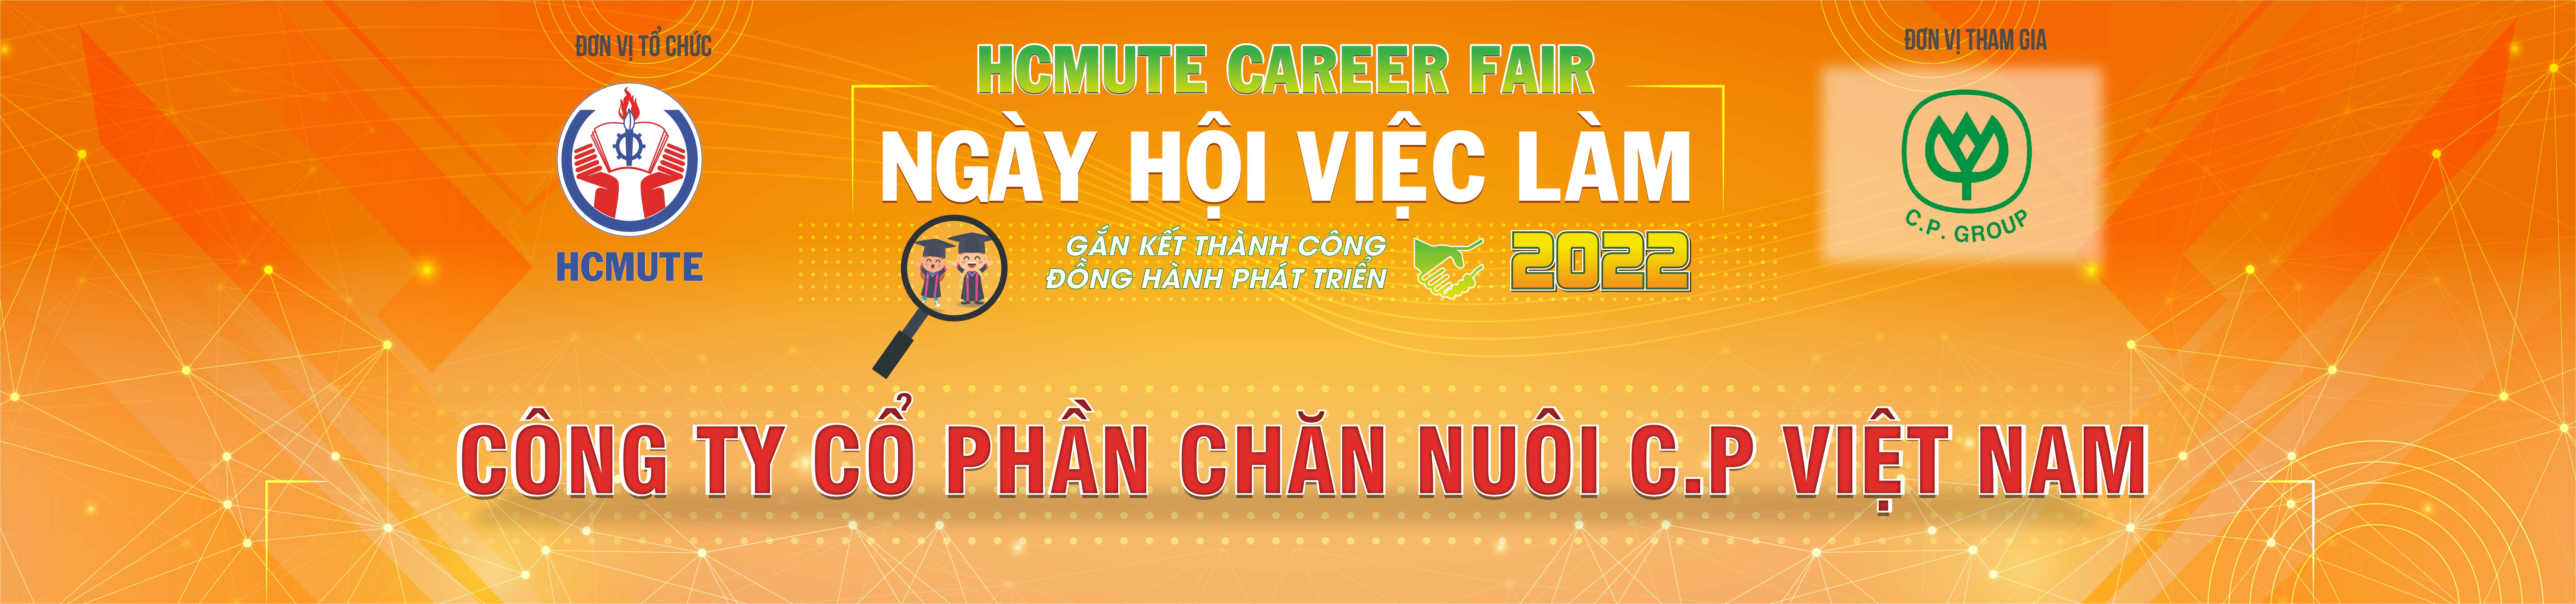 ĐƠN VỊ TỔ CHỨC
HCMUTE
HCMUTE CAREER FAIR
NGÀY HỘI VIỆC LÀM
GẮN KẾT THÀNH CÔNG
ĐỒNG HÀNH PHÁT TRIỂN
2022
ĐƠN VỊ THAM GIA
C.P. GROUP
CÔNG TY CỔ PHẦN CHĂN NUÔI C.P VIỆT NAM